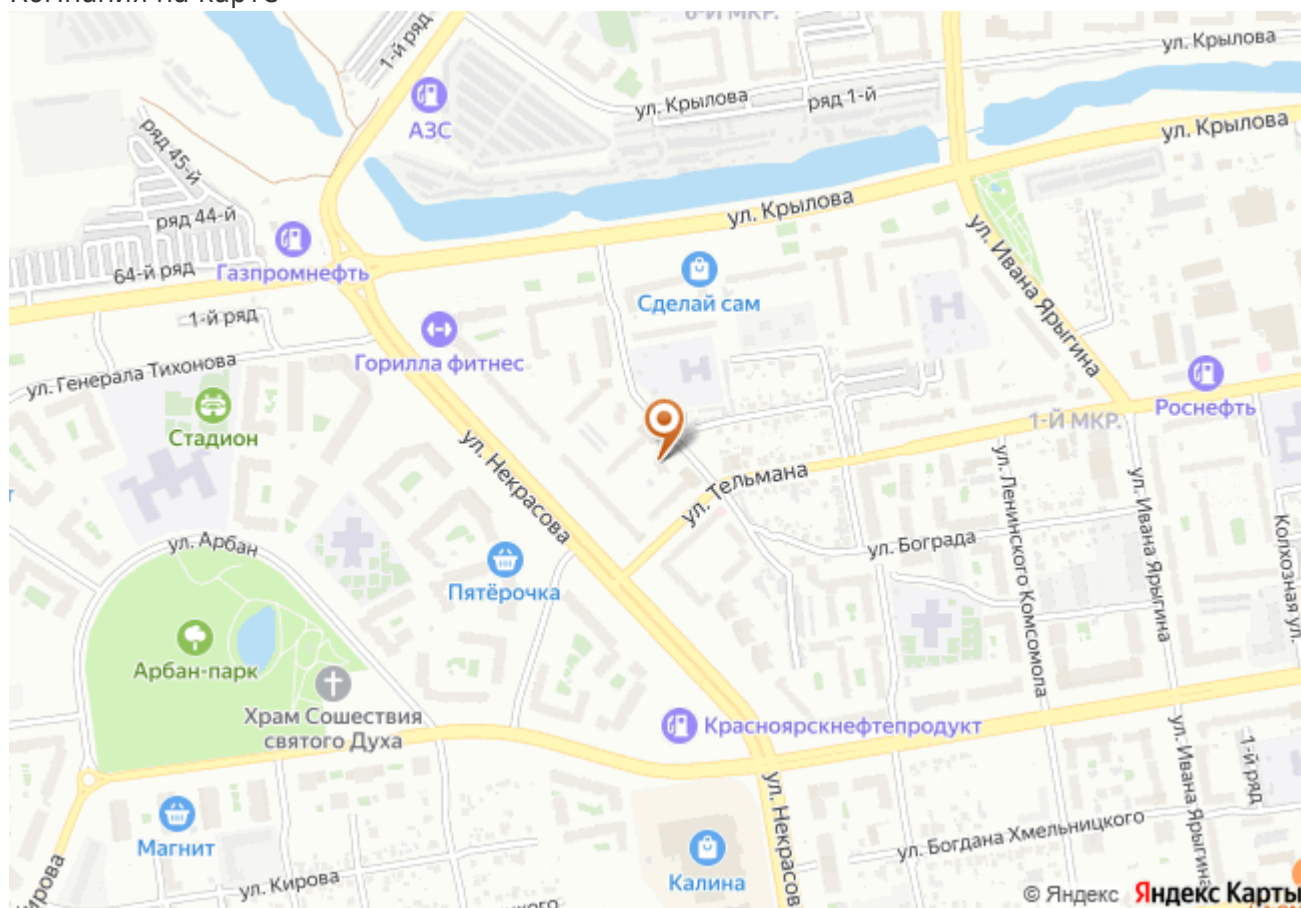 Компания на карте
6-Й МКР.
1-й ряд
ул. Крылова
АЗС
ул. Крылова
ряд 1-й
ул. Крылова
ряд 45-й
ряд 44-й
ул. Крылова
64-й ряд
Газпромнефть
ул. Ивана Ярыгина
Сделай сам
1-й ряд
Горилла фитнес
ул. Генерала Тихонова
Роснефть
1-Й МКР.
Стадион
ул. Некрасова
ул. Тельмана
ул. Ленинского Комсомола
ул. Ивана Ярыгина
Колхозная ул.
ул. Арбан
ул. Бограда
Пятёрочка
Арбан-парк
Храм Сошествия
святого Духа
Красноярскнефтепродукт
ул. Ивана Ярыгина
1-й ряд
ул. Некрасов
Магнит
ул. Богдана Хмельницкого
ул. Кирова
Калина
© Яндекс Яндекс Карты